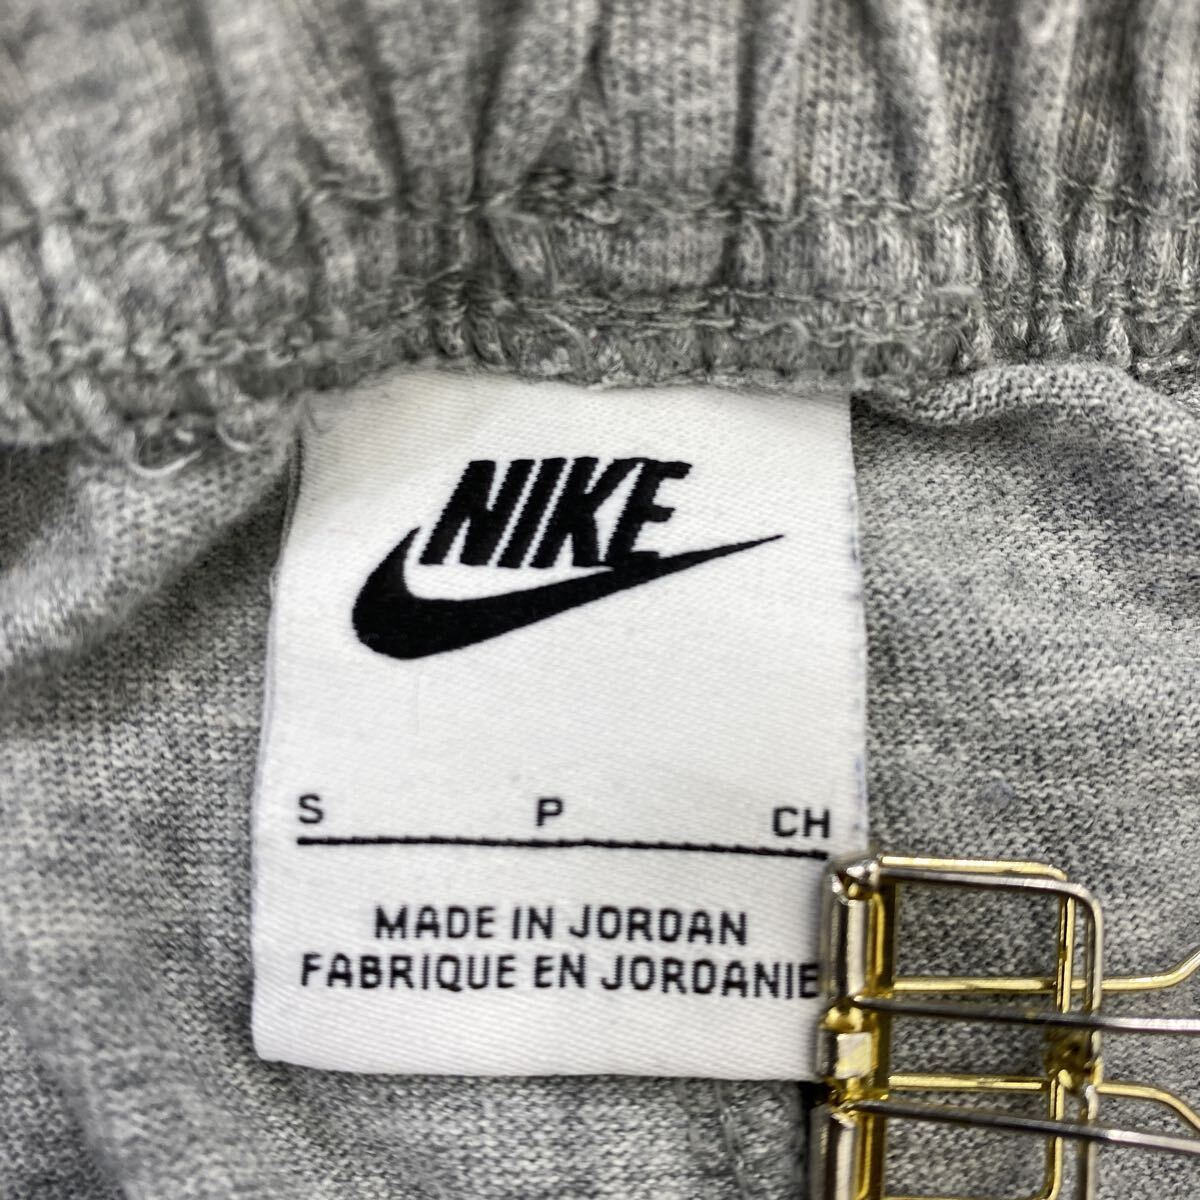 NIKE
S P CH
MADE IN JORDAN
FABRIQUE EN JORDANIE